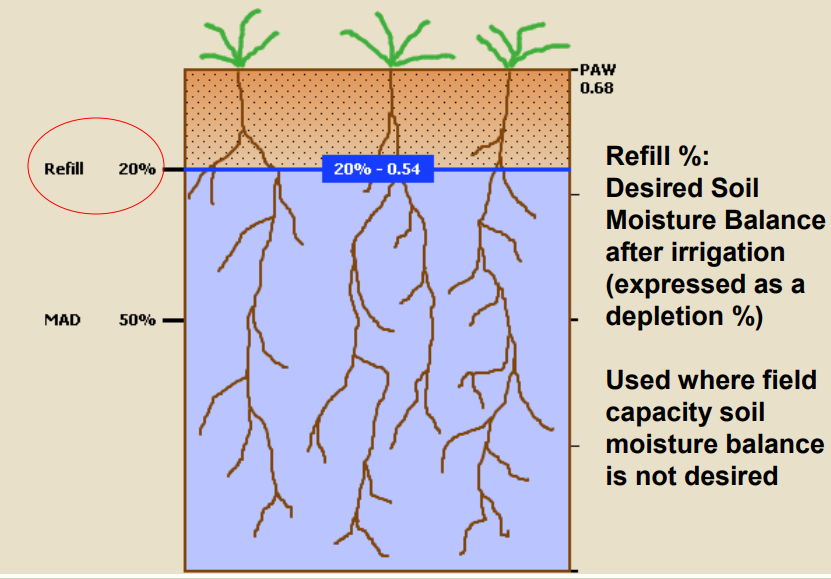 PAW
0.68
Refill 20%
20% - 0.54
MAD 50%
Refill %:
Desired Soil
Moisture Balance
after irrigation
(expressed as a
depletion %)
Used where field
capacity soil
moisture balance
is not desired